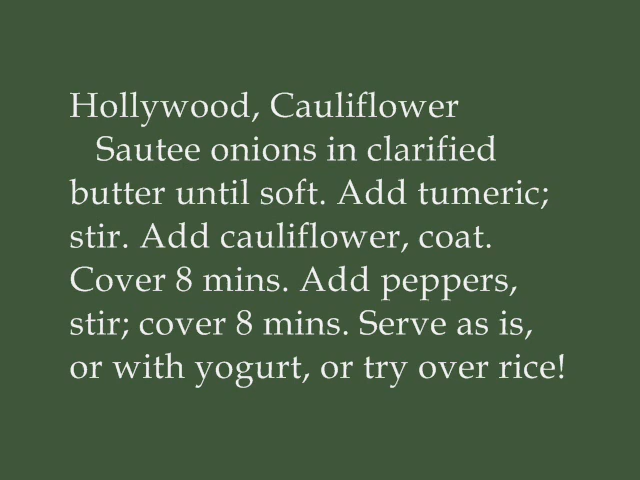 Hollywood, Cauliflower
Sautee onions in clarified
butter until soft. Add tumeric;
stir. Add cauliflower, coat.
Cover 8 mins. Add peppers,
stir; cover 8 mins. Serve as is,
or with yogurt, or try over rice!